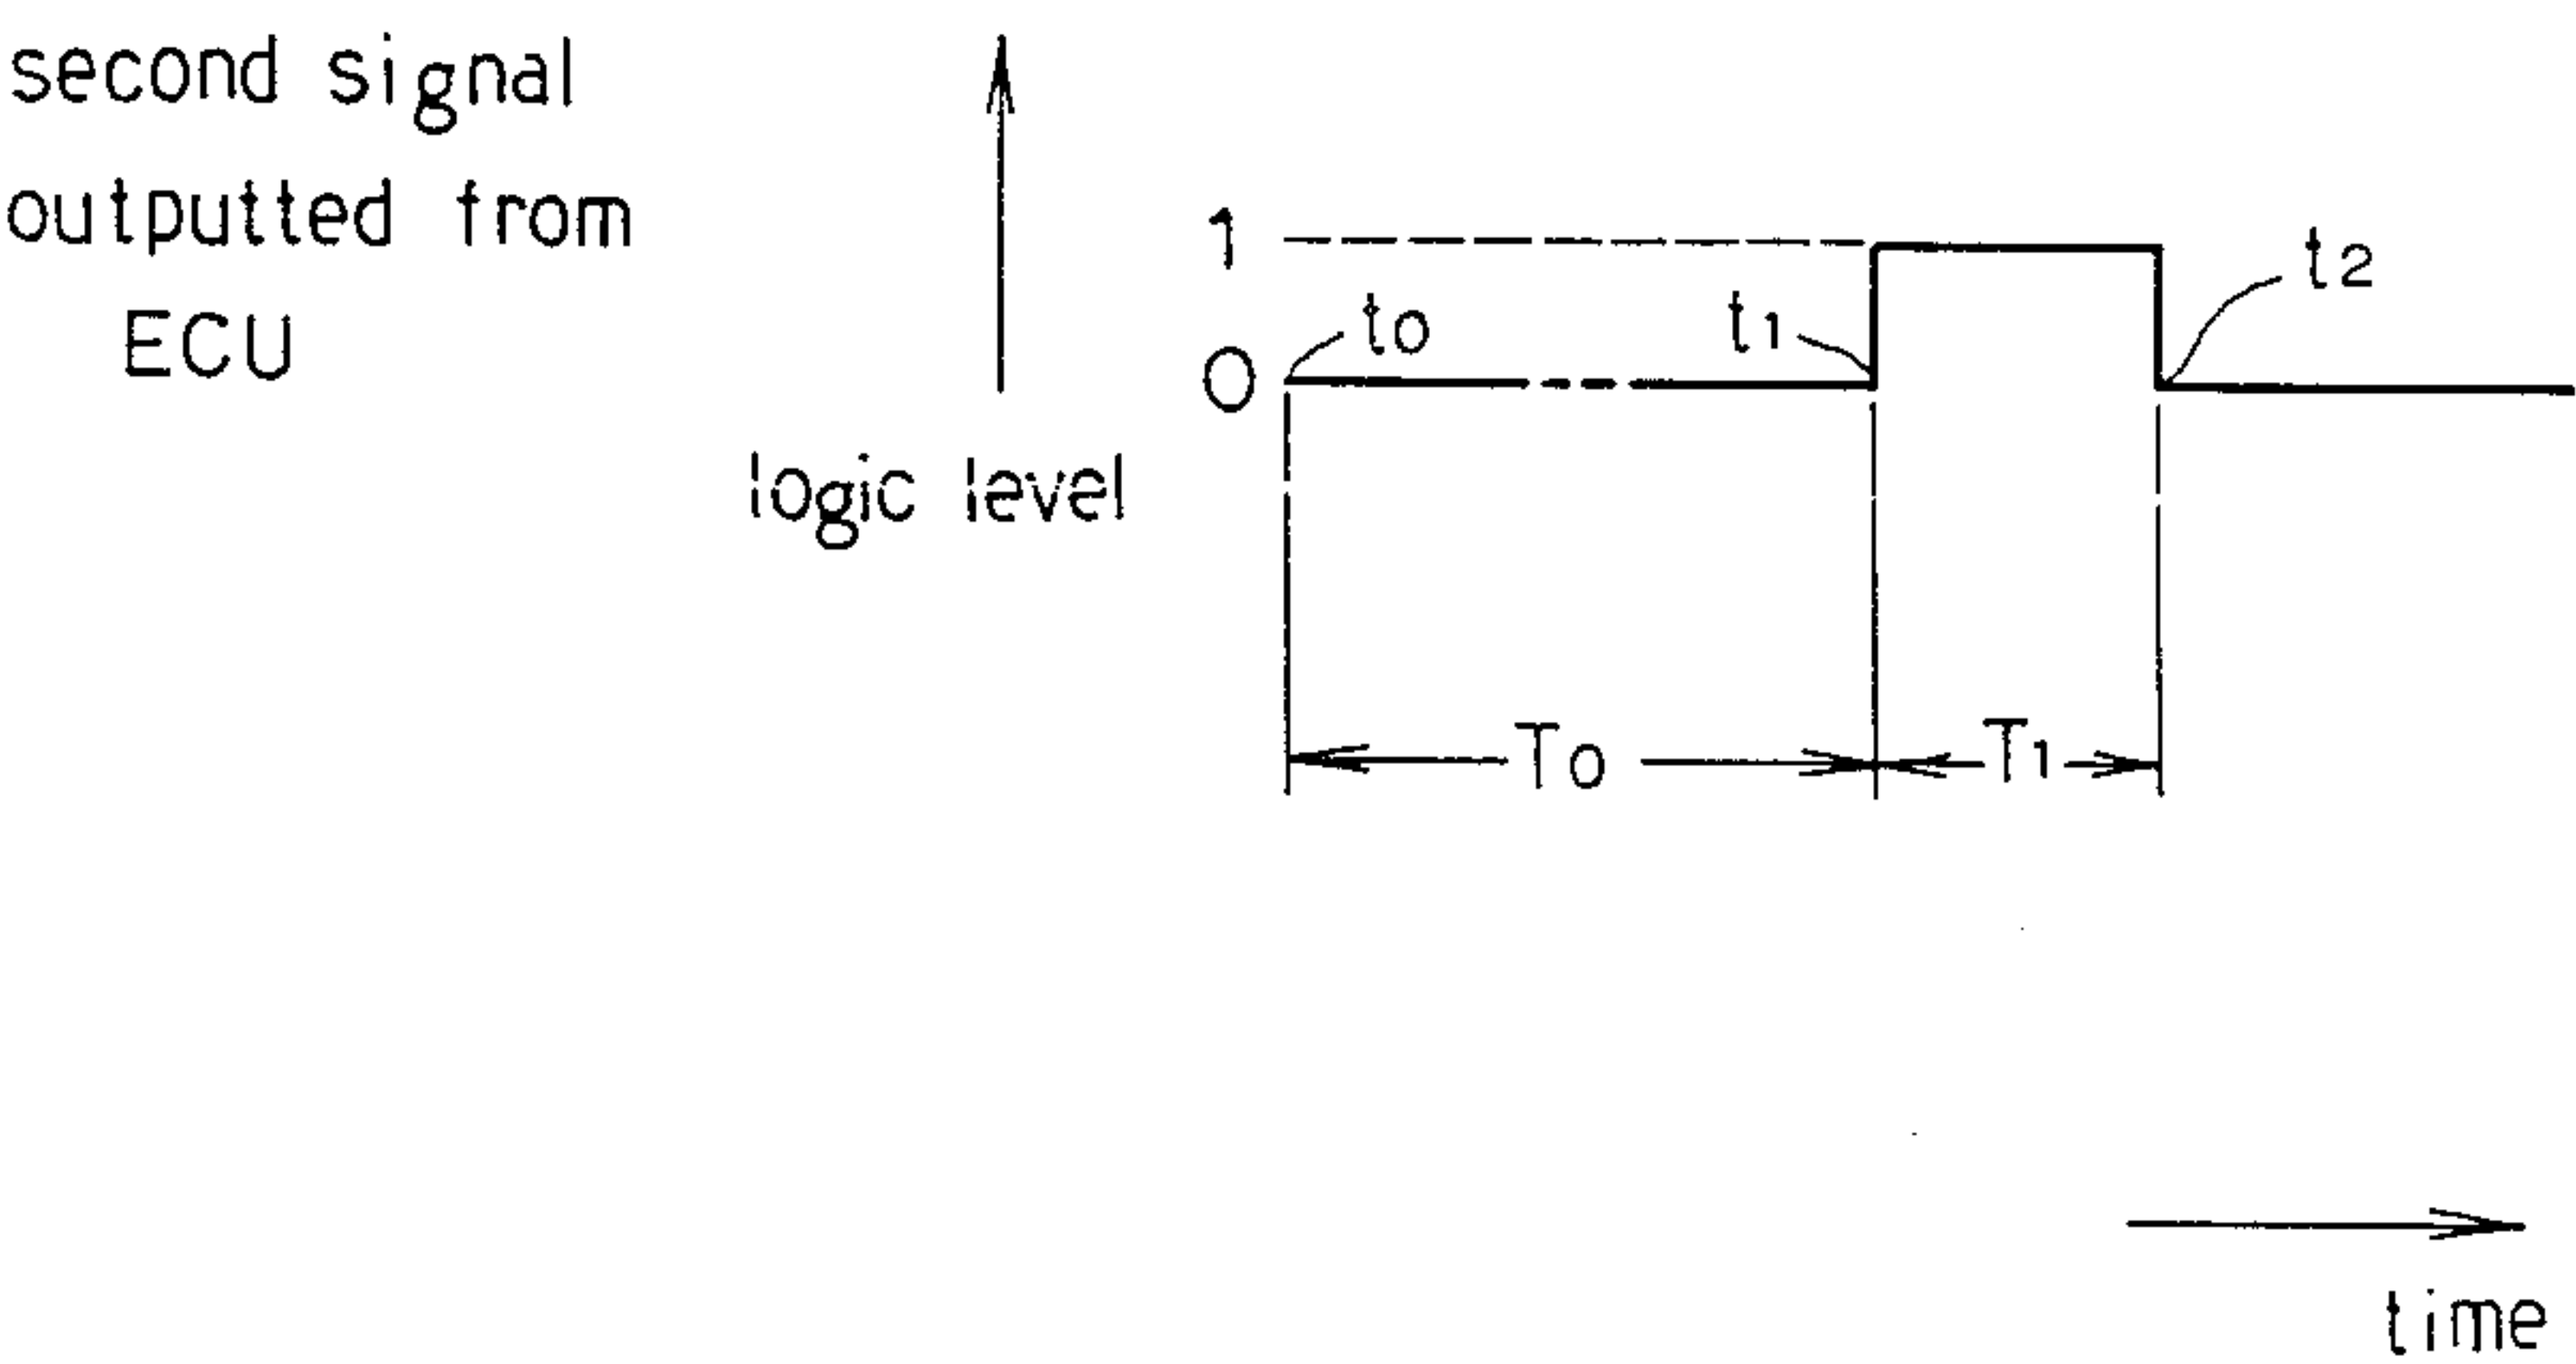 second signal
outputted from
ECU
logic level
1
0
t0
t1
t2
T0
T1
time